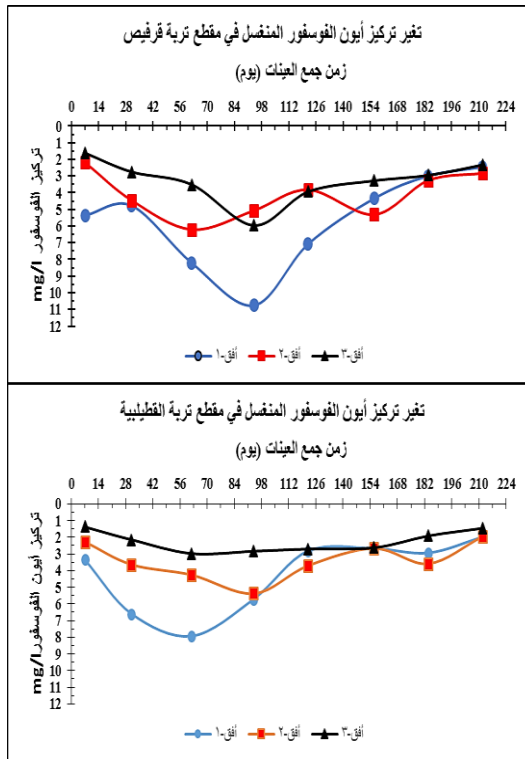 تغير تركيز أيون الفوسفور المنغسل في مقطع تربة قرفيص
زمن جمع العينات (يوم)
0 14 28 42 56 70 84 98 112 126 140 154 168 182 196 210
تركيز الفوسفور mg/l
0
1
2
3
4
5
6
7
8
9
10
11
12
أفق-١ أفق-٢ أفق-٣
تغير تركيز أيون الفوسفور المنغسل في مقطع تربة القطيلبية
زمن جمع العينات (يوم)
0 14 28 42 56 70 84 98 112 126 140 154 168 182 196 210
تركيز أيون الفوسفور mg/l
0
1
2
3
4
5
6
7
8
9
10
11
12
أفق-١ أفق-٢ أفق-٣